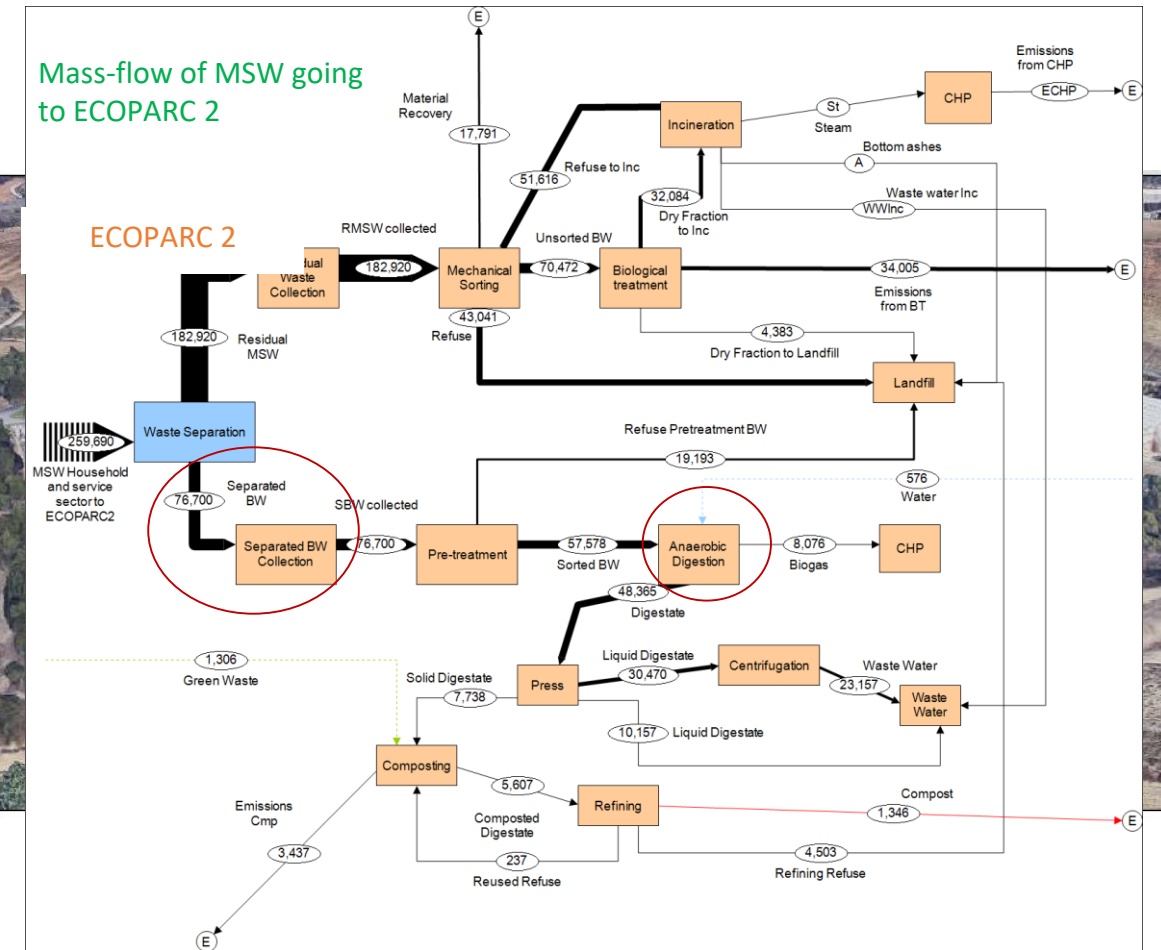 Mass-flow of MSW going
to ECOPARC 2
E
Emissions
from CHP
Material
Recovery
17,791
CHP
ECHP
E
St
Steam
Incineration
Bottom ashes
A
Refuse to Inc
51,616
32,084
Dry Fraction
to Inc
Waste water Inc
WWInc
ECOPARC 2
RMSW collected
Unsorted BW
dual
Waste
Collection
182,920
Mechanical
Sorting
70,472
Biological
treatment
34,005
E
Emissions
from BT
43,041
Refuse
182,920
Residual
MSW
4,383
Dry Fraction to Landfill
Landfill
Waste Separation
259,690
MSW Household
and service
sector to
ECOPARC2
Refuse Pretreatment BW
19,193
Separated
BW
76,700
SBW collected
576
Water
Separated BW
Collection
76,700
Pre-treatment
57,578
Sorted BW
Anaerobic
Digestion
8,076
Biogas
CHP
48,365
Digestate
1,306
Green Waste
Solid Digestate
7,738
Press
Liquid Digestate
30,470
Centrifugation
Waste Water
23,157
Waste
Water
10,157
Liquid Digestate
Composting
5,607
Composted
Digestate
Refining
Compost
1,346
E
Emissions
Cmp
3,437
237
Reused Refuse
4,503
Refining Refuse
E